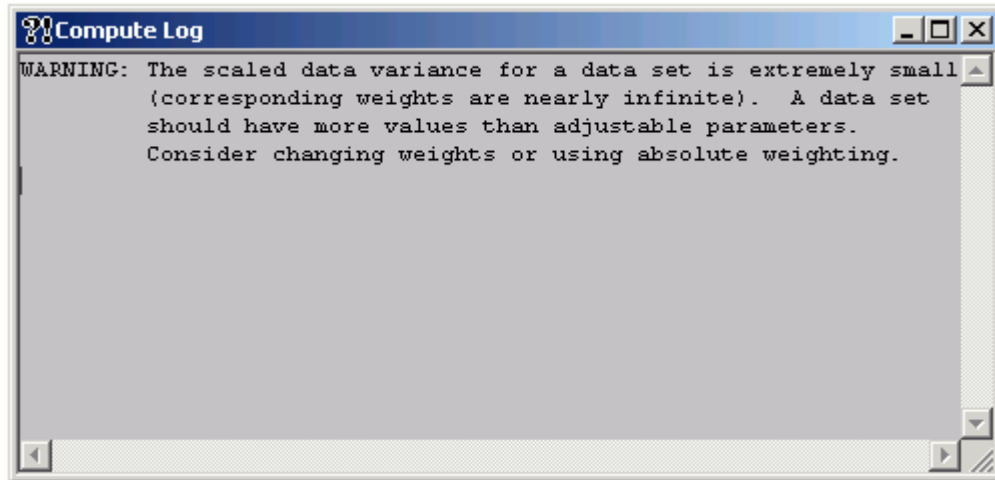 Compute Log
WARNING: The scaled data variance for a data set is extremely small
(corresponding weights are nearly infinite). A data set
should have more values than adjustable parameters.
Consider changing weights or using absolute weighting.